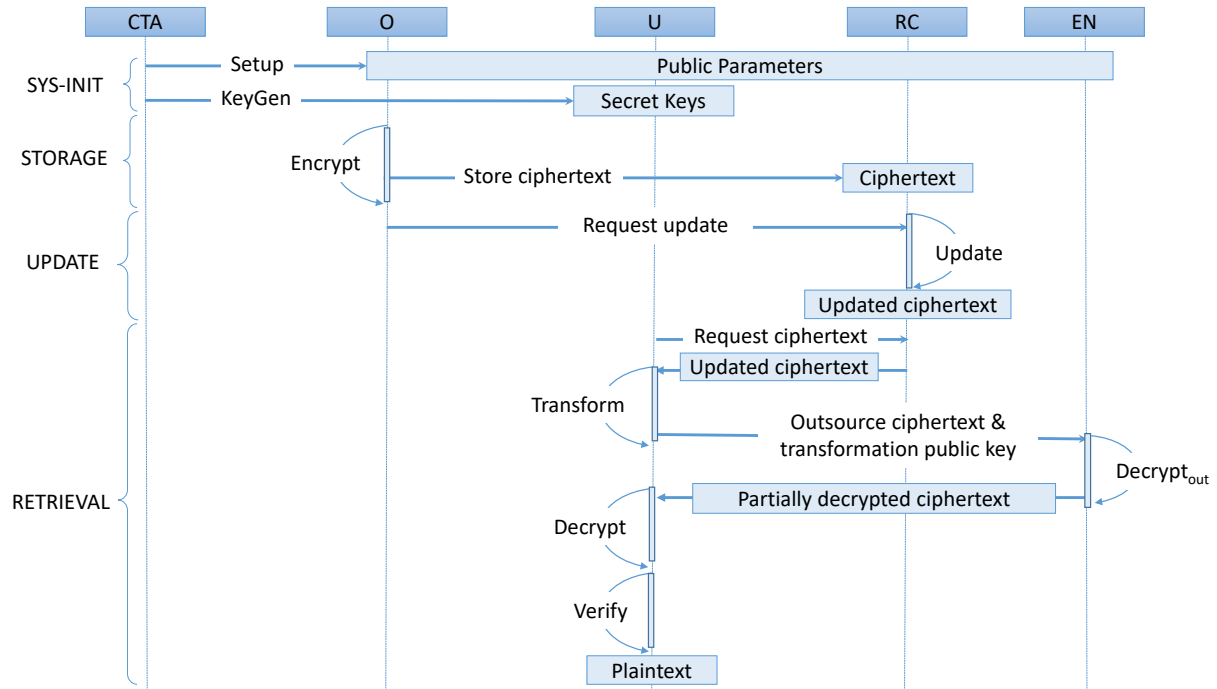 CTA
O
U
RC
EN
Setup
Public Parameters
SYS-INIT
KeyGen
Secret Keys
STORAGE
Encrypt
Store ciphertext
Ciphertext
Request update
UPDATE
Update
Updated ciphertext
Request ciphertext
Updated ciphertext
Transform
Outsource ciphertext &
transformation public key
Decryptout
RETRIEVAL
Partially decrypted ciphertext
Decrypt
Verify
Plaintext